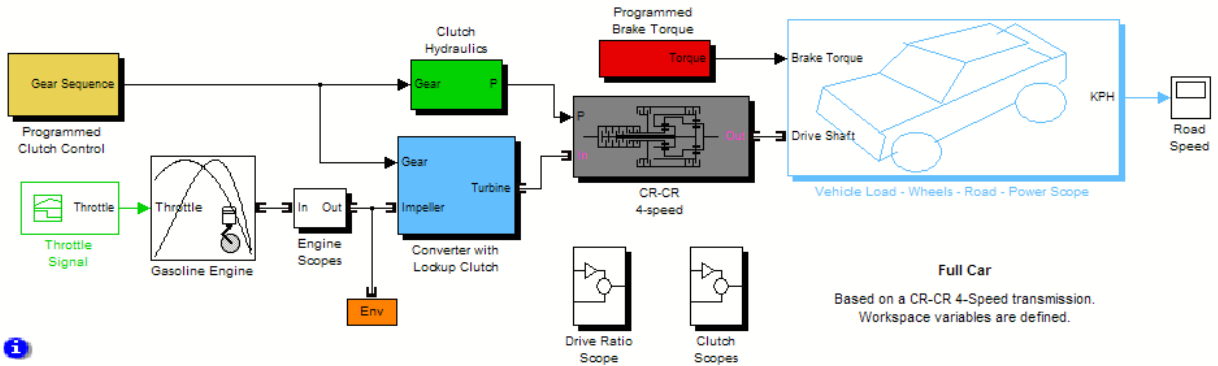 Programmed
Brake Torque
Torque
Clutch
Hydraulics
Gear
P
Gear Sequence
Programmed
Clutch Control
Brake Torque
KPH
Drive Shaft
Road
Speed
Vehicle Load - Wheels - Road - Power Scope
P
In
Out
CR-CR
4-speed
Gear
Turbine
Impeller
Converter with
Lockup Clutch
Throttle
Throttle
Signal
Throttle
Gasoline Engine
In
Out
Engine
Scopes
Env
Drive Ratio
Scope
Clutch
Scopes
Full Car
Based on a CR-CR 4-Speed transmission.
Workspace variables are defined.
i